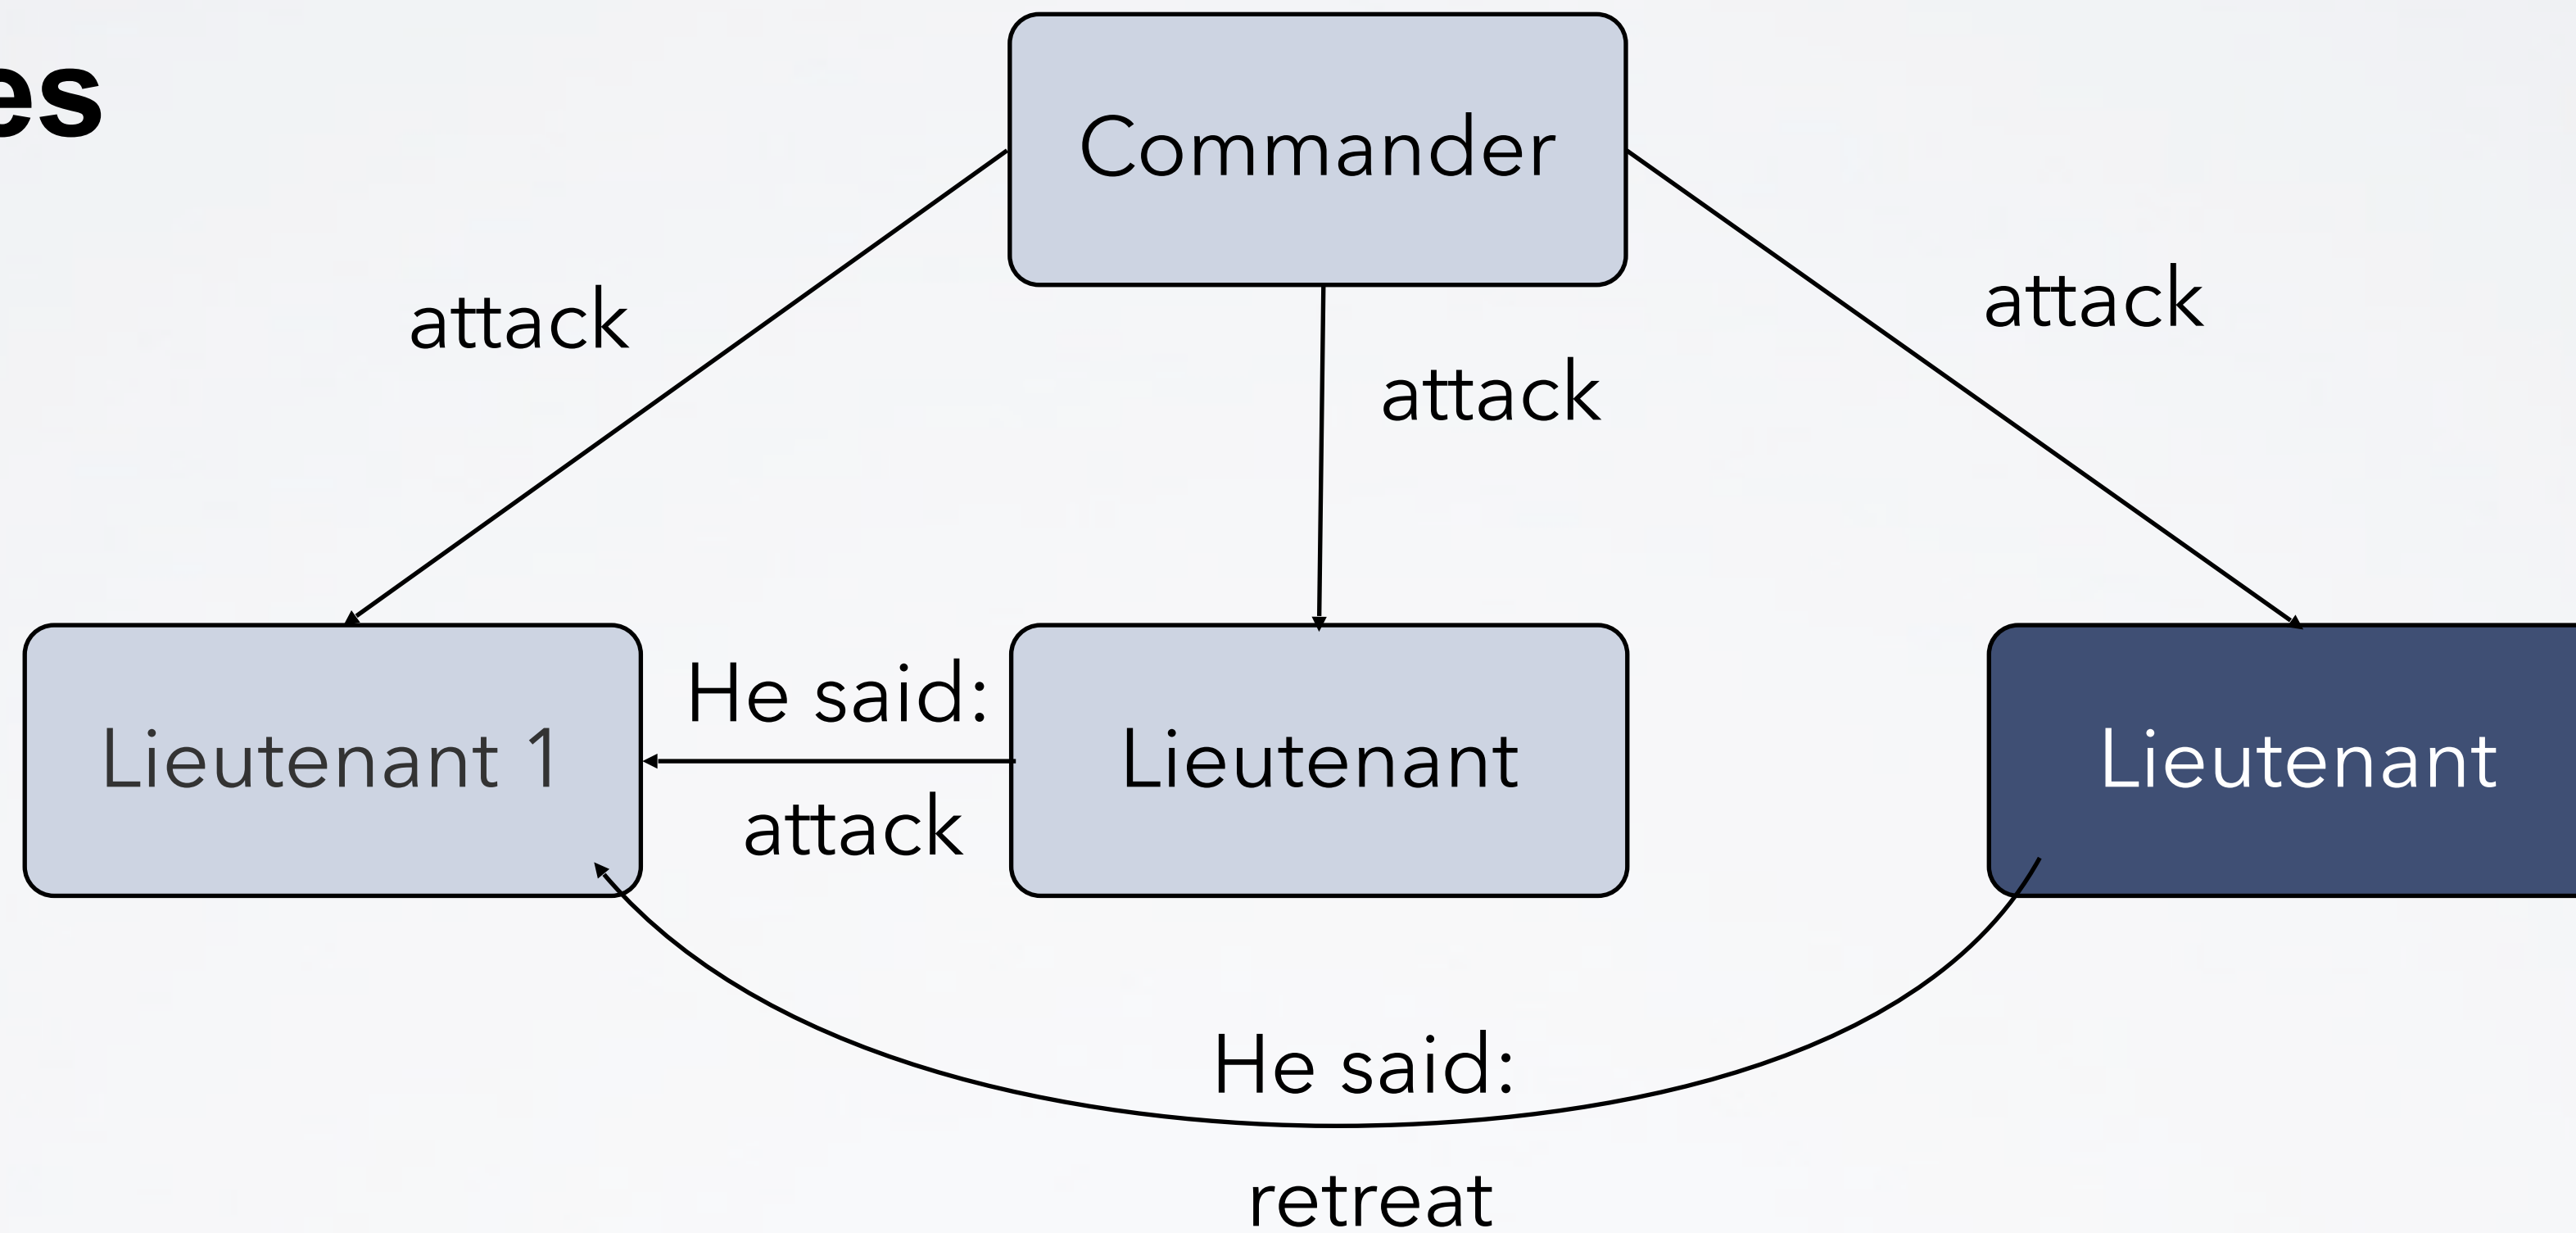 es
Commander
attack
attack
attack
He said:
Lieutenant 1
Lieutenant
Lieutenant
attack
He said:
retreat